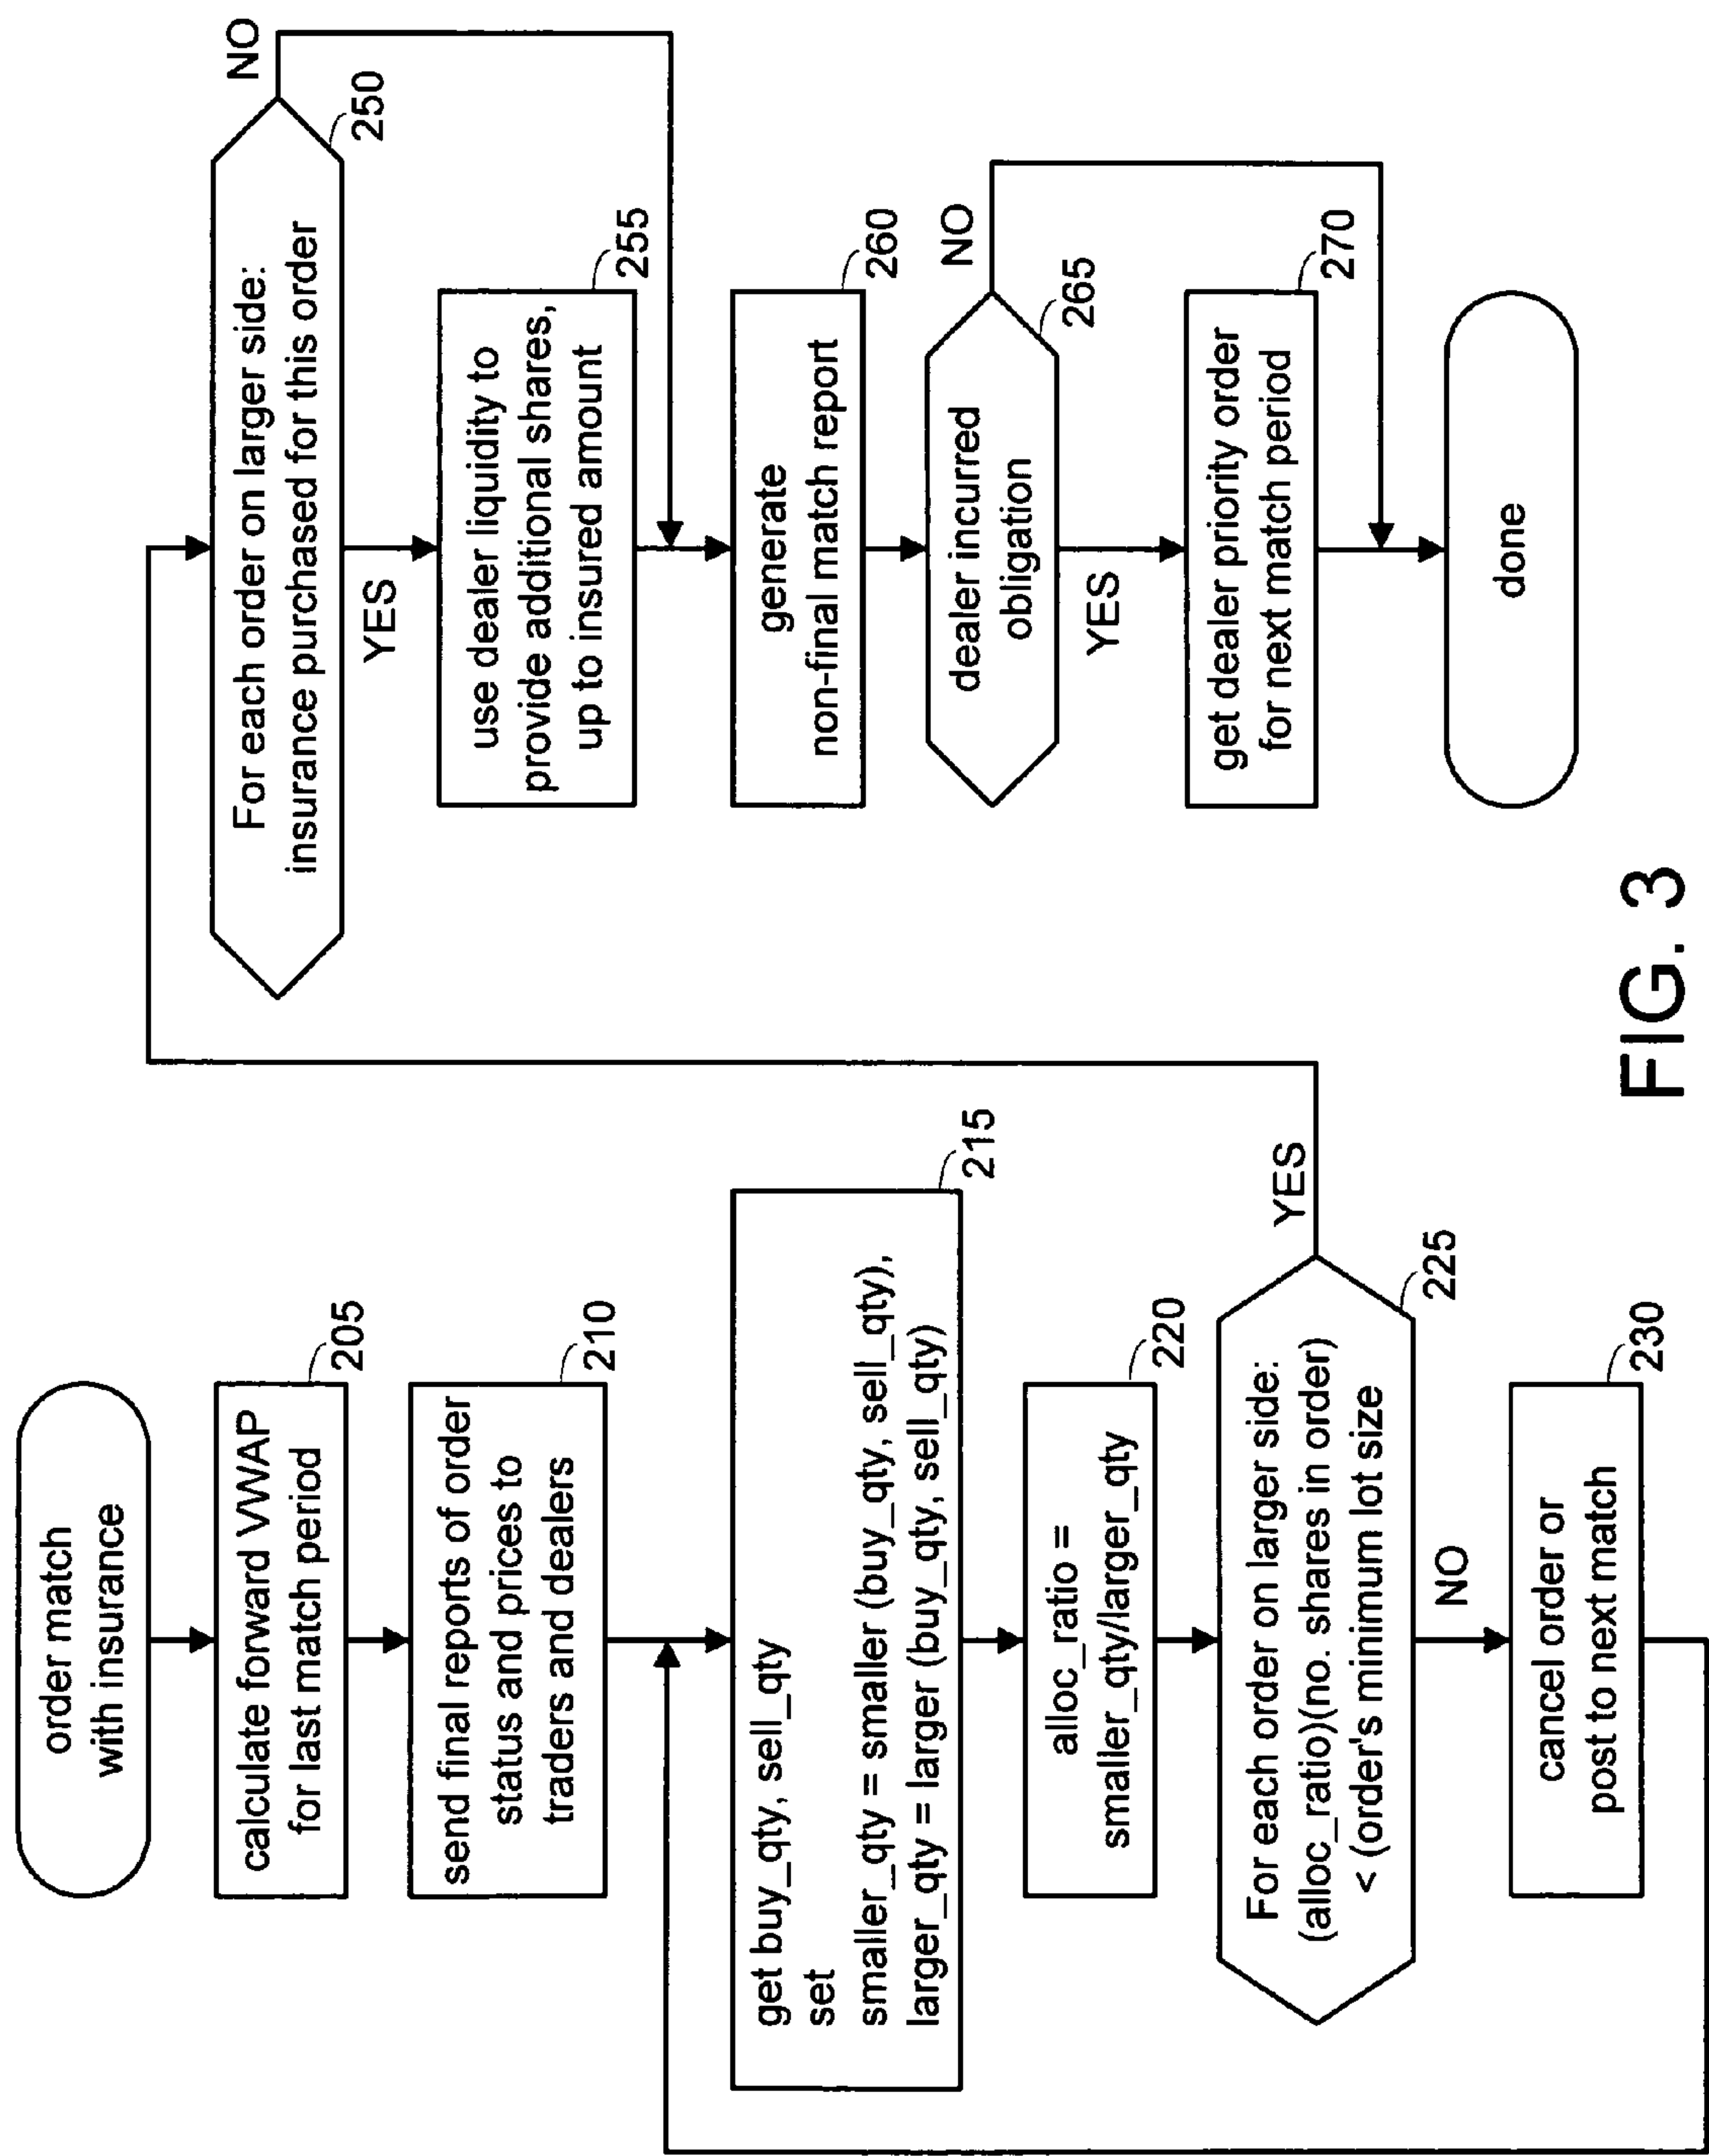 order match
with insurance
calculate forward VWAP
for last match period
205
send final reports of order
status and prices to
traders and dealers
210
get buy_qty, sell_qty
set
smaller_qty = smaller (buy_qty, sell_qty),
larger_qty = larger (buy_qty, sell_qty)
215
alloc_ratio =
smaller_qty/larger_qty
220
For each order on larger side:
(alloc_ratio)(no. shares in order)
< (order's minimum lot size
225
YES
NO
cancel order or
post to next match
230
For each order on larger side:
insurance purchased for this order
250
NO
YES
use dealer liquidity to
provide additional shares,
up to insured amount
255
generate
non-final match report
260
dealer incurred
obligation
265
NO
YES
get dealer priority order
for next match period
270
done
FIG. 3